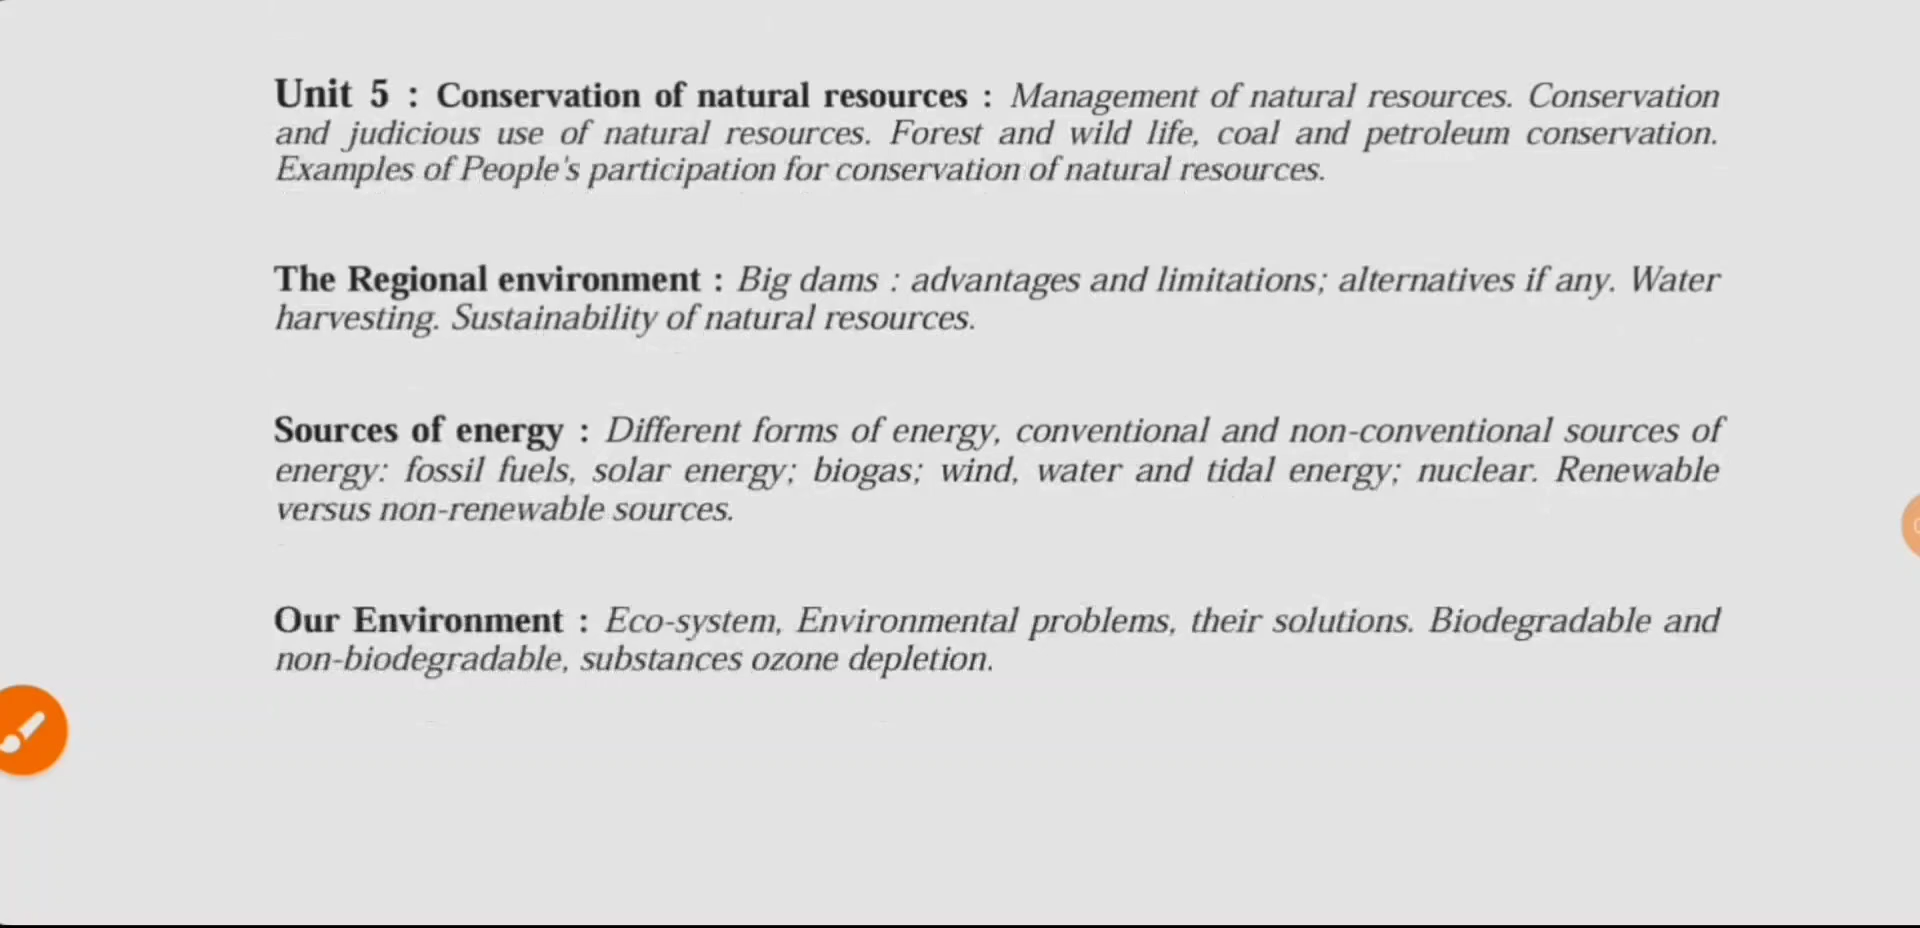 Unit 5 : Conservation of natural resources : Management of natural resources. Conservation
and judicious use of natural resources. Forest and wild life, coal and petroleum conservation.
Examples of People's participation for conservation of natural resources.
The Regional environment : Big dams : advantages and limitations; alternatives if any. Water
harvesting. Sustainability of natural resources.
Sources of energy : Different forms of energy, conventional and non-conventional sources of
energy: fossil fuels, solar energy; biogas; wind, water and tidal energy; nuclear. Renewable
versus non-renewable sources.
Our Environment : Eco-system, Environmental problems, their solutions. Biodegradable and
non-biodegradable, substances ozone depletion.